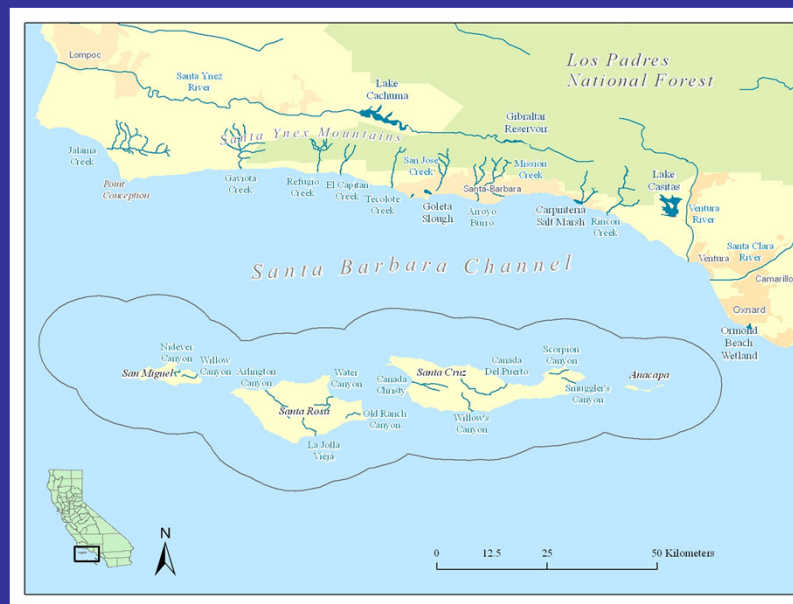 Los Padres
National Forest
Lompoc
Santa Ynez
River
Lake
Cachuma
Gibraltar
Reservoir
Santa Ynex Mountains
Jalama
Creek
Point
Conception
Gaviota
Creek
Refugio
Creek
El Capitan
Creek
Tecolote
Creek
San Jose
Creek
Goleta
Slough
Santa-Barbara
Arroyo
Burro
Mission
Creek
Carpinteria
Salt Marsh
Rincon
Creek
Lake
Casitas
Ventura
River
Ventura
Santa Clara
River
Camarillo
Oxnard
Ormond
Beach
Wetland
Santa Barbara Channel
Nidever
Canyon
San Miguel
Willow
Canyon
Arlington
Canyon
Water
Canyon
Santa Rosa
Old Ranch
Canyon
La Jolla
Vieja
Canada
Christy
Santa Cruz
Canada
Del Puerto
Willow's
Canyon
Scorpion
Canyon
Smuggler's
Canyon
Anacapa
N
0 12.5 25 50 Kilometers